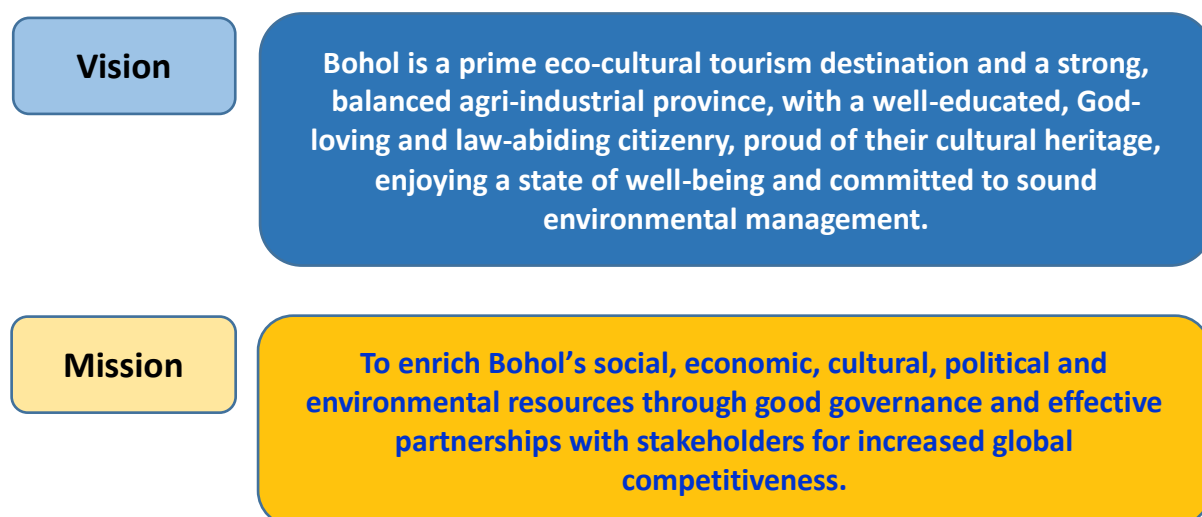 Vision
Bohol is a prime eco-cultural tourism destination and a strong,
balanced agri-industrial province, with a well-educated, God-
loving and law-abiding citizenry, proud of their cultural heritage,
enjoying a state of well-being and committed to sound
environmental management.
Mission
To enrich Bohol’s social, economic, cultural, political and
environmental resources through good governance and effective
partnerships with stakeholders for increased global
competitiveness.